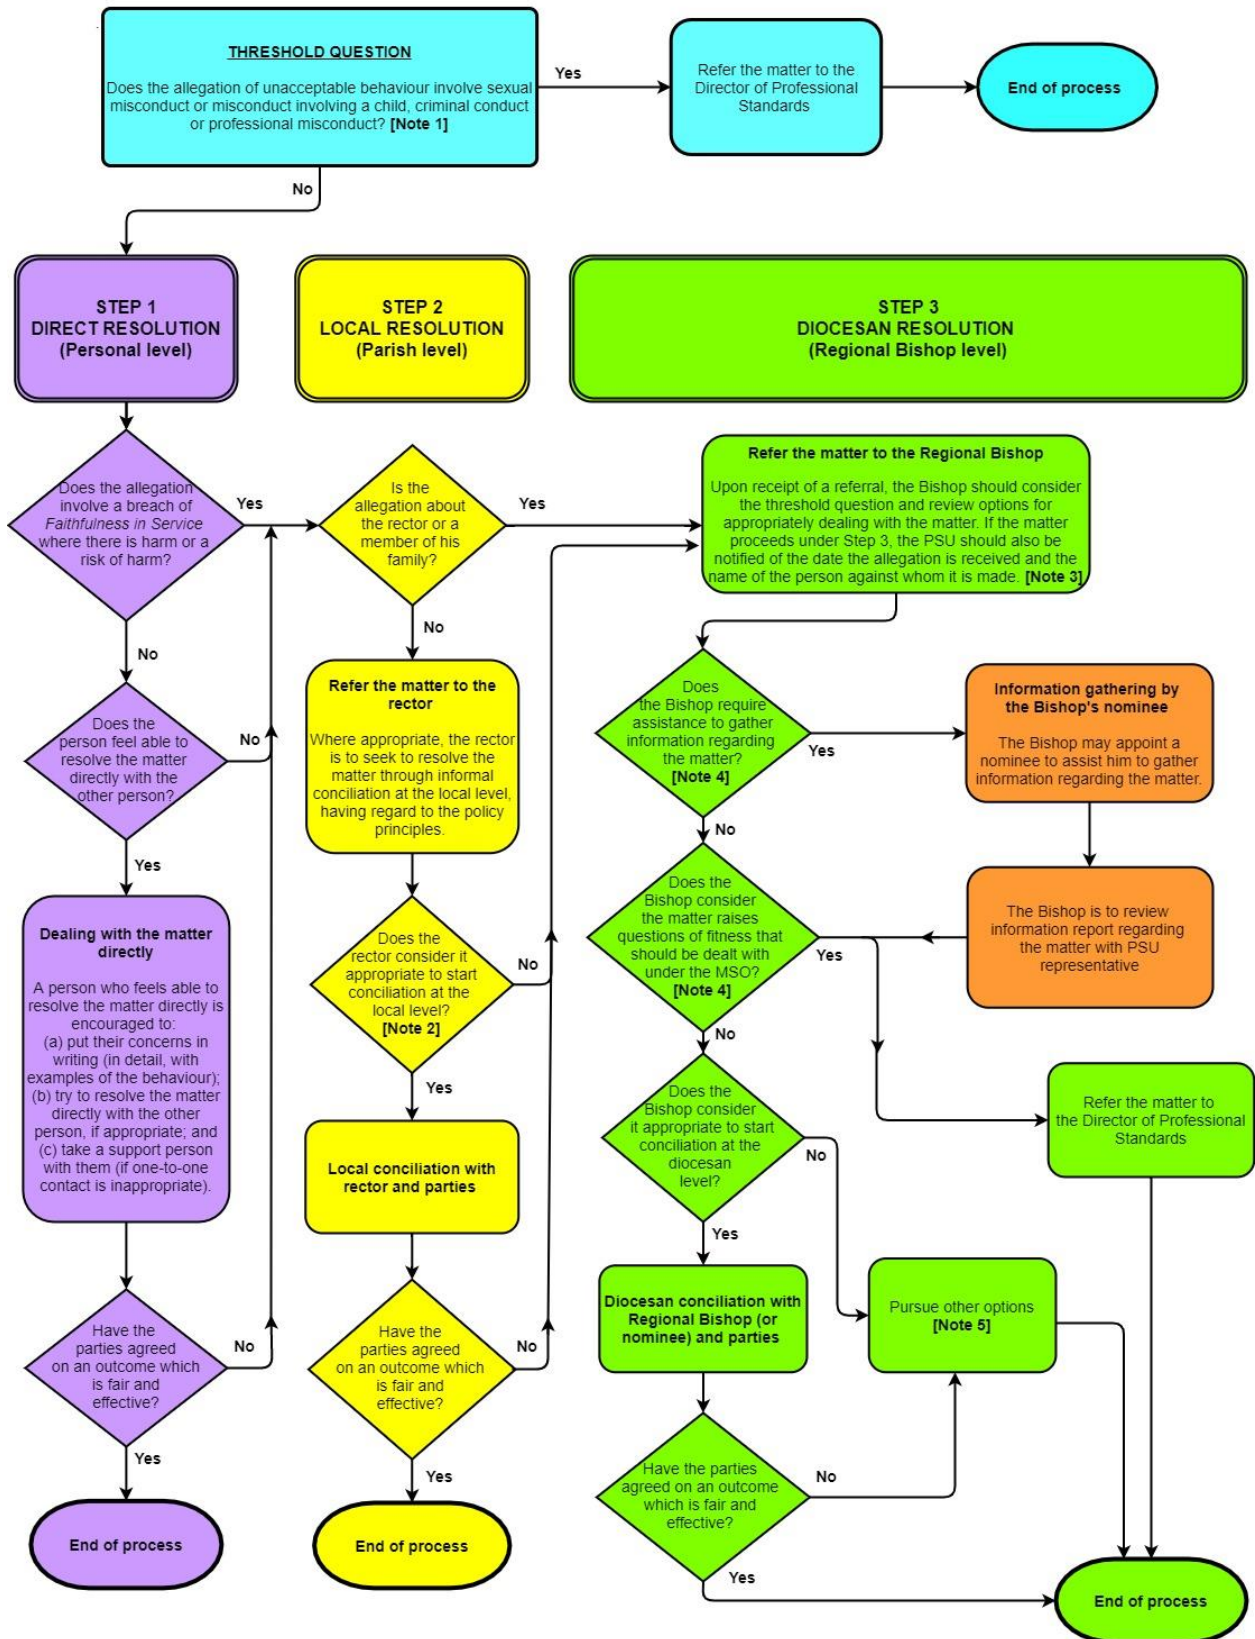 THRESHOLD QUESTION
Does the allegation of unacceptable behaviour involve sexual
misconduct or misconduct involving a child, criminal conduct
or professional misconduct? [Note 1]
Yes
Refer the matter to the
Director of Professional
Standards
End of process
No
STEP 1
DIRECT RESOLUTION
(Personal level)
STEP 2
LOCAL RESOLUTION
(Parish level)
STEP 3
DIOCESAN RESOLUTION
(Regional Bishop level)
Does the allegation
involve a breach of
Faithfulness in Service
where there is harm or a
risk of harm?
Yes
No
Does the
person feel able to
resolve the matter
directly with the
other person?
No
Yes
Dealing with the matter
directly
A person who feels able to
resolve the matter directly is
encouraged to:
(a) put their concerns in
writing (in detail, with
examples of the behaviour);
(b) try to resolve the matter
directly with the other
person, if appropriate; and
(c) take a support person
with them (if one-to-one
contact is inappropriate).
Have the
parties agreed
on an outcome which
is fair and
effective?
No
Yes
End of process
Is the
allegation about
the rector or a
member of his
family?
Yes
No
Refer the matter to the
rector
Where appropriate, the rector
is to seek to resolve the
matter through informal
conciliation at the local level,
having regard to the policy
principles.
Does the
rector consider it
appropriate to start
conciliation at the
local level?
[Note 2]
No
Yes
Local conciliation with
rector and parties
Have the
parties agreed
on an outcome which
is fair and
effective?
No
Yes
End of process
Refer the matter to the Regional Bishop
Upon receipt of a referral, the Bishop should consider
the threshold question and review options for
appropriately dealing with the matter. If the matter
proceeds under Step 3, the PSU should also be
notified of the date the allegation is received and the
name of the person against whom it is made. [Note 3]
Does
the Bishop require
assistance to gather
information regarding
the matter?
[Note 4]
Yes
No
Information gathering by
the Bishop's nominee
The Bishop may appoint a
nominee to assist him to gather
information regarding the matter.
The Bishop is to review
information report regarding
the matter with PSU
representative
Does the
Bishop consider
the matter raises
questions of fitness that
should be dealt with
under the MSO?
[Note 4]
Yes
No
Refer the matter to
the Director of Professional
Standards
Does the
Bishop consider
it appropriate to start
conciliation at the
diocesan
level?
No
Yes
Diocesan conciliation with
Regional Bishop (or
nominee) and parties
Pursue other options
[Note 5]
Have the parties
agreed on an outcome
which is fair and
effective?
No
Yes
End of process